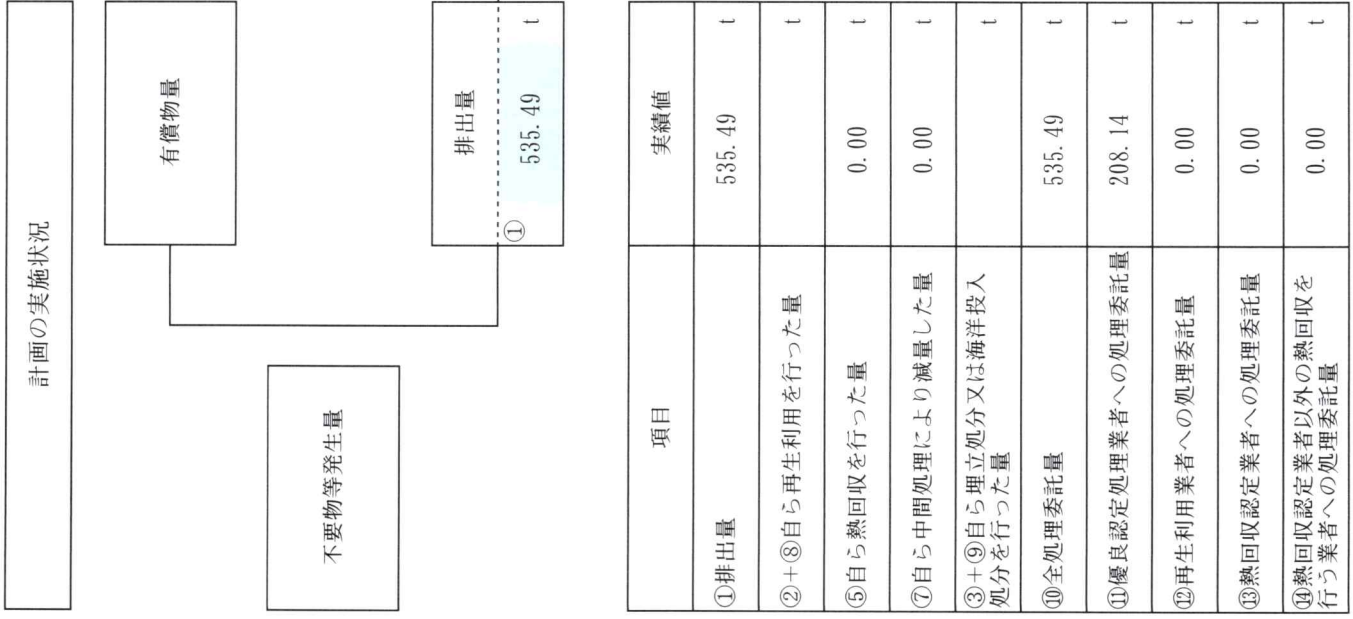 計画の実施状況
有償物量
不要物等発生量
排出量
① 535.49 t
項目 実績値
①排出量 535.49 t
②+⑧自ら再生利用を行った量 t
⑤自ら熱回収を行った量 0.00 t
⑦自ら中間処理により減量した量 0.00 t
③+⑨自ら埋立処分又は海洋投入
処分を行った量 t
⑩全処理委託量 535.49 t
⑪優良認定処理業者への処理委託量 208.14 t
⑫再生利用業者への処理委託量 0.00 t
⑬熱回収認定業者への処理委託量 0.00 t
⑭熱回収認定業者以外の熱回収を
行う業者への処理委託量 0.00 t